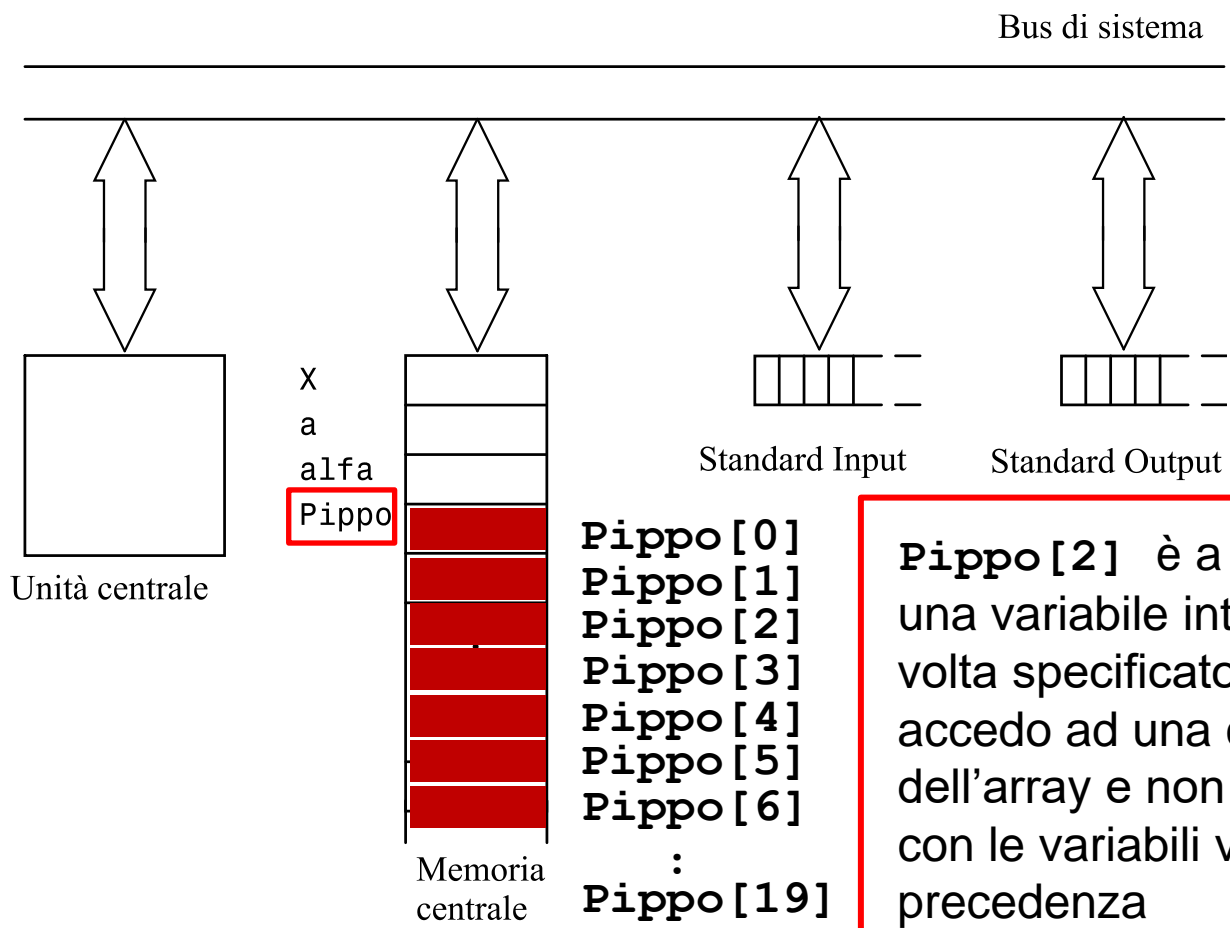 Bus di sistema
X
a
alfa
Pippo
Unità centrale
Memoria
centrale
Standard Input
Standard Output
Pippo[0]
Pippo[1]
Pippo[2]
Pippo[3]
Pippo[4]
Pippo[5]
Pippo[6]
:
Pippo[19]
Pippo[2] è a
una variabile
volta
accedo ad una
dell'array e non
con le variabili
precedenza